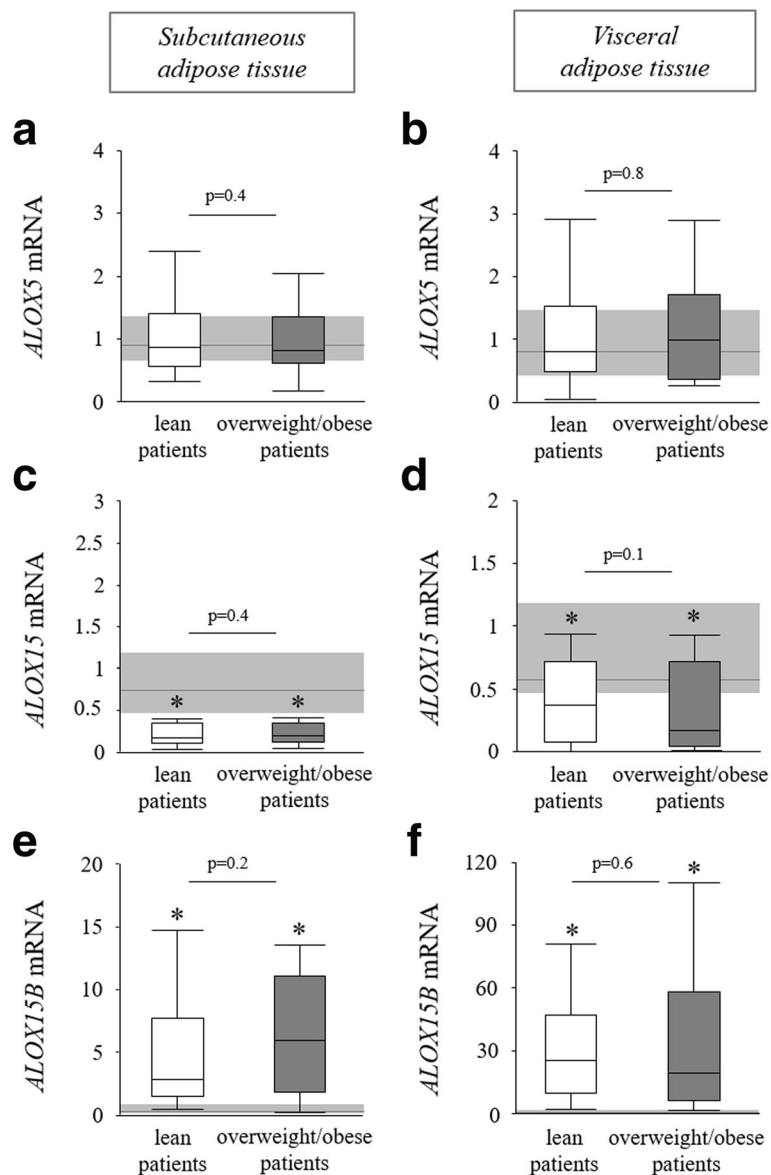 Subcutaneous
adipose tissue
Visceral
adipose tissue
a
ALOX5 mRNA
4
3
2
1
0
p=0.4
lean
patients
overweight/obese
patients
b
ALOX5 mRNA
4
3
2
1
0
p=0.8
lean
patients
overweight/obese
patients
c
ALOX15 mRNA
3
2.5
2
1.5
1
0.5
0
p=0.4
*
*
lean
patients
overweight/obese
patients
d
ALOX15 mRNA
2
1.5
1
0.5
0
p=0.1
*
*
lean
patients
overweight/obese
patients
e
ALOX15B mRNA
20
15
10
5
0
p=0.2
*
*
lean
patients
overweight/obese
patients
f
ALOX15B mRNA
120
90
60
30
0
p=0.6
*
*
lean
patients
overweight/obese
patients